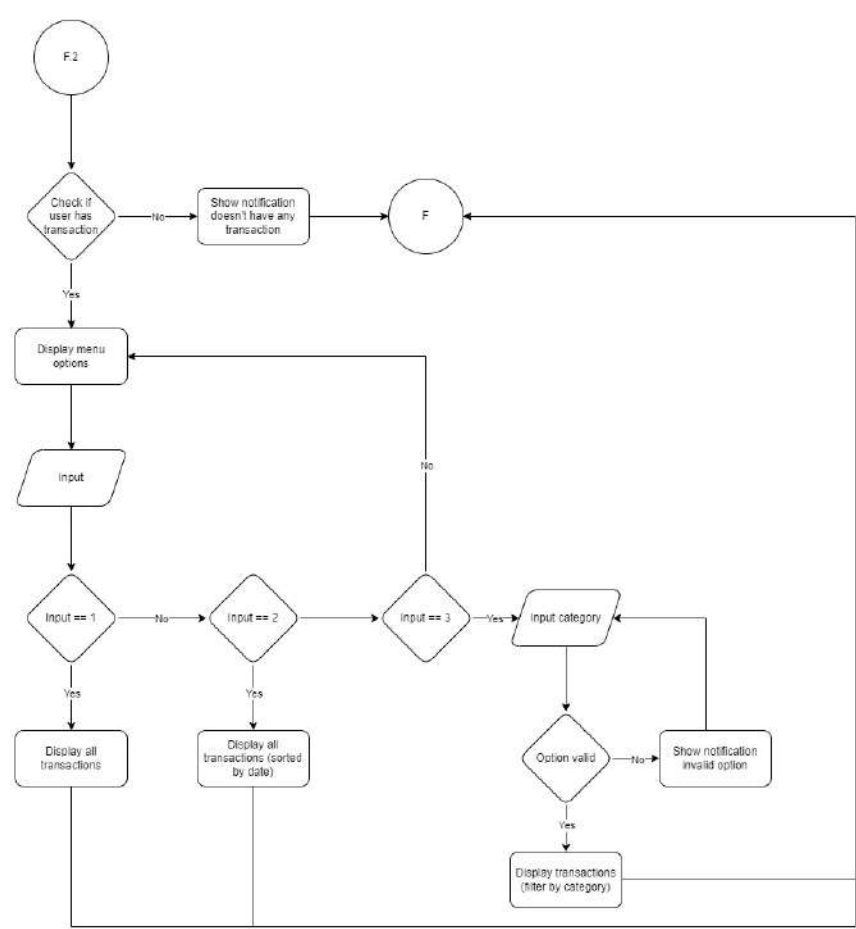 F.2
Check if
user has
transaction
No
Show notification
doesn't have any
transaction
F
Yes
Display menu
options
No
Input
Input == 1
No
Input == 2
Input == 3
Yes
Input category
Yes
Yes
Display all
transactions
Display all
transactions (sorted
by date)
Option valid
No
Show notification
invalid option
Yes
Display transactions
(filter by category)